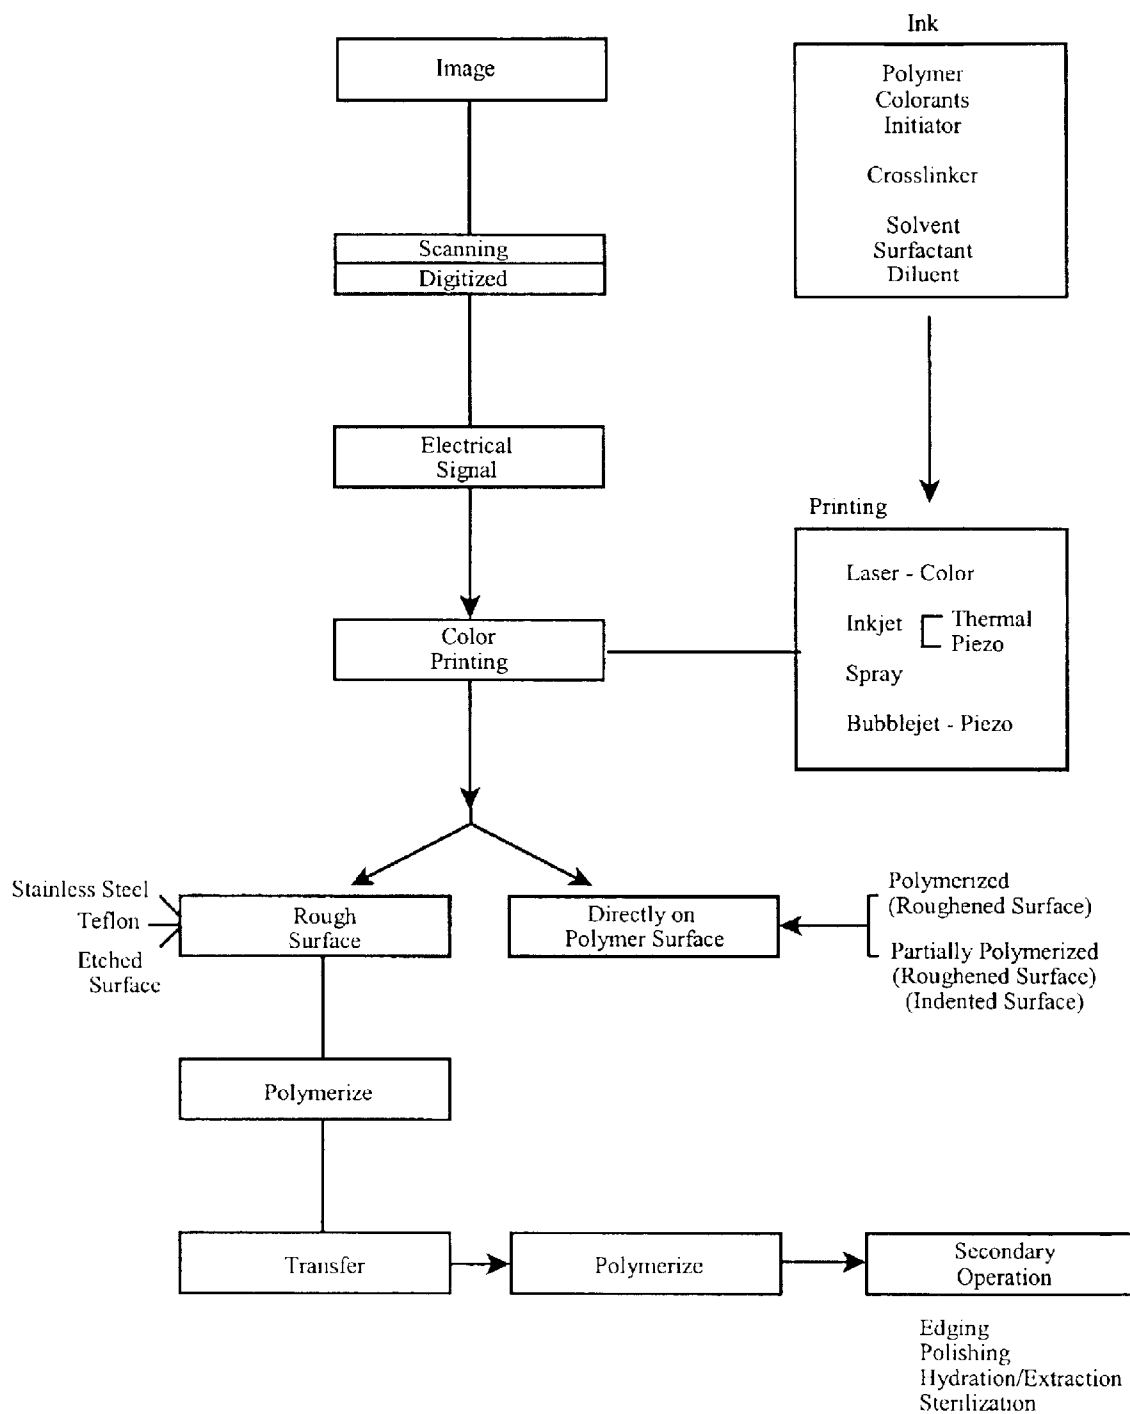 Ink
Image
Polymer
Colorants
Initiator
Crosslinker
Solvent
Surfactant
Diluent
Scanning
Digitized
Electrical
Signal
Printing
Laser - Color
Inkjet
Thermal
Piezo
Spray
Bubblejet - Piezo
Color
Printing
Stainless Steel
Teflon
Etched
Surface
Rough
Surface
Directly on
Polymer Surface
Polymerized
(Roughened Surface)
Partially Polymerized
(Roughened Surface)
(Indented Surface)
Polymerize
Transfer
Polymerize
Secondary
Operation
Edging
Polishing
Hydration/Extraction
Sterilization